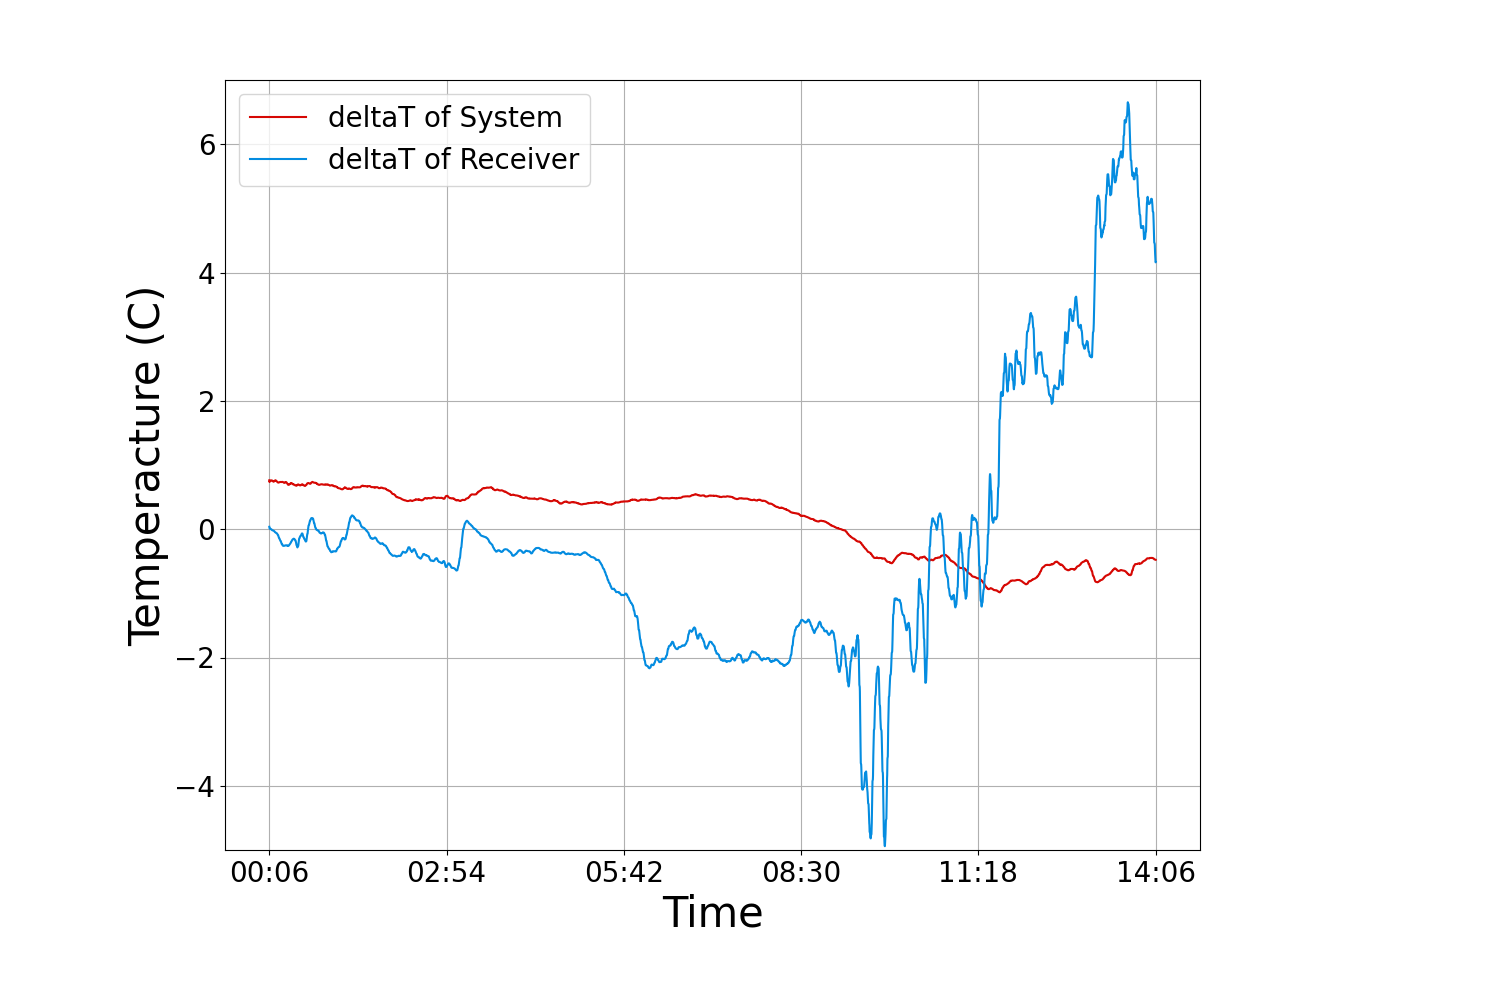 deltaT of System
deltaT of Receiver
6
4
2
0
−2
−4
Temperacture (C)
00:06 02:54 05:42 08:30 11:18 14:06
Time